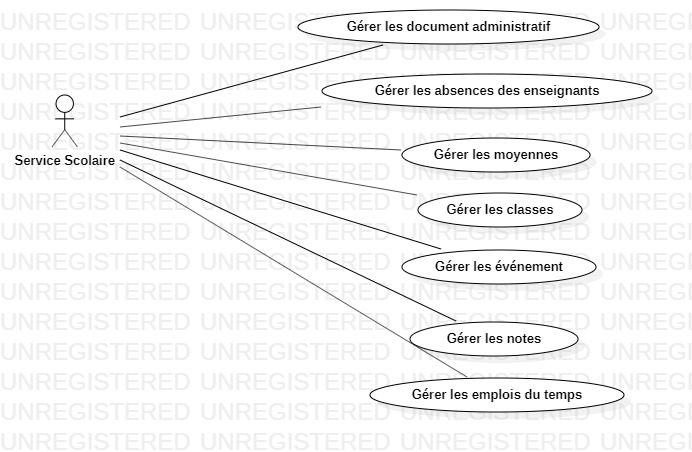 UNREGISTERED UNREGISTERED UNREGISTERED UNREGISTERED
Gérer les document administratif
Gérer les absences des enseignants
Service Scolaire
Gérer les moyennes
Gérer les classes
Gérer les événement
Gérer les notes
Gérer les emplois du temps